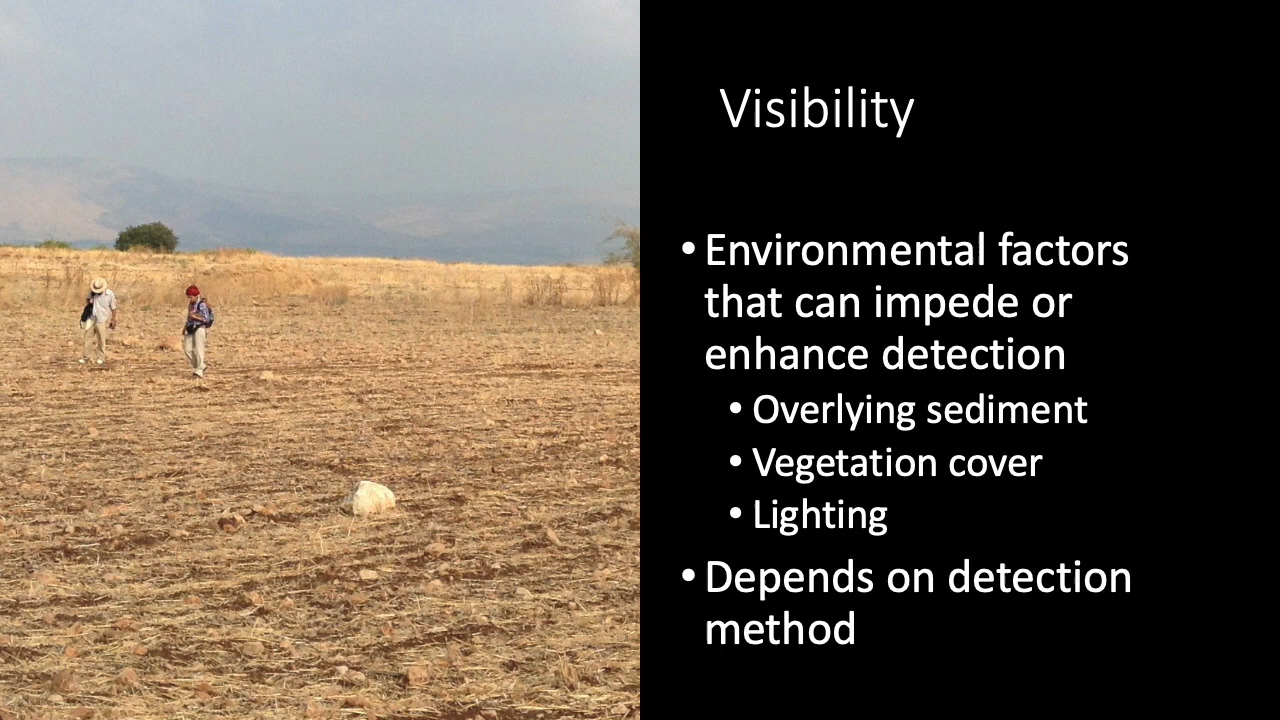 Visibility
• Environmental factors
that can impede or
enhance detection
• Overlying sediment
• Vegetation cover
• Lighting
• Depends on detection
method